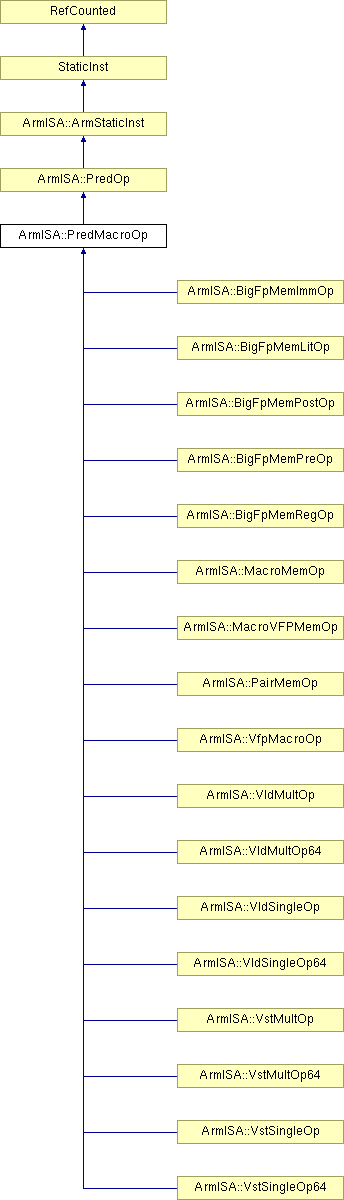 RefCounted
StaticInst
ArmISA::ArmStaticInst
ArmISA::PredOp
ArmISA::PredMacroOp
ArmISA::BigFpMemImmOp
ArmISA::BigFpMemLitOp
ArmISA::BigFpMemPostOp
ArmISA::BigFpMemPreOp
ArmISA::BigFpMemRegOp
ArmISA::MacroMemOp
ArmISA::MacroVFPMemOp
ArmISA::PairMemOp
ArmISA::VfpMacroOp
ArmISA::VldMultOp
ArmISA::VldMultOp64
ArmISA::VldSingleOp
ArmISA::VldSingleOp64
ArmISA::VstMultOp
ArmISA::VstMultOp64
ArmISA::VstSingleOp
ArmISA::VstSingleOp64